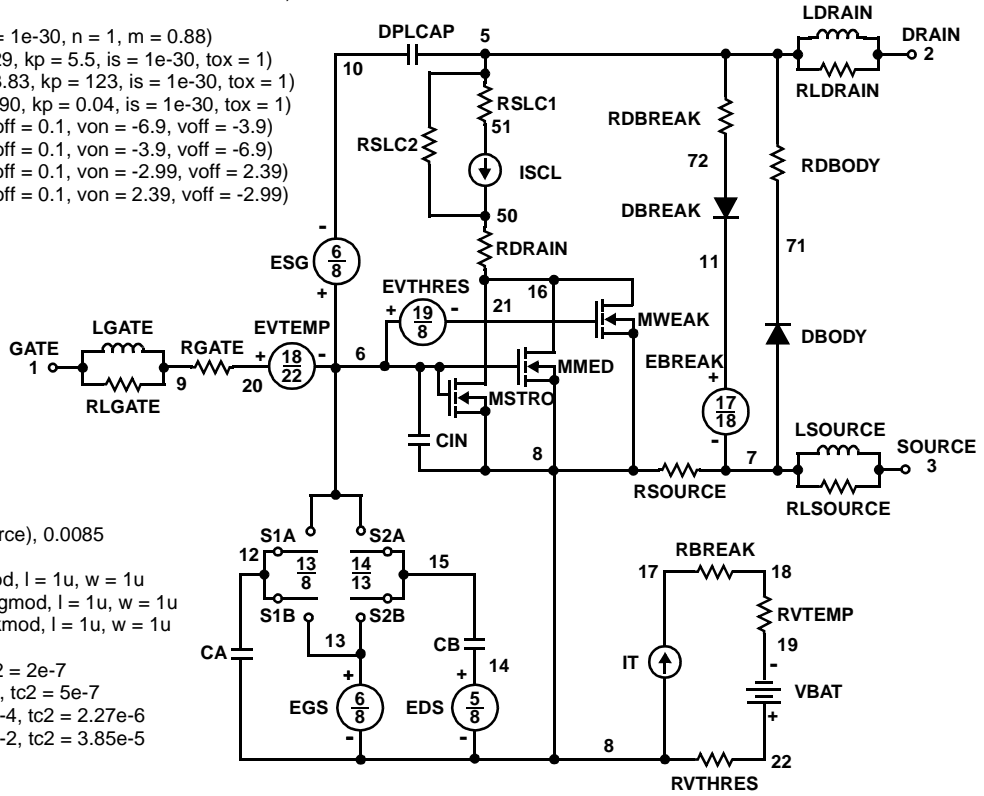 = 1e-30, n = 1, m = 0.88)
29, kp = 5.5, is = 1e-30, tox = 1)
3.83, kp = 123, is = 1e-30, tox = 1)
90, kp = 0.04, is = 1e-30, tox = 1)
off = 0.1, von = -6.9, voff = -3.9)
off = 0.1, von = -3.9, voff = -6.9)
off = 0.1, von = -2.99, voff = 2.39)
off = 0.1, von = 2.39, voff = -2.99)
LDRAIN
DPLCAP
5
DRAIN
2
10
RLDRAIN
RSLC1
51
RDBREAK
RSLC2
ISCL
72
RDBODY
50
DBREAK
RDRAIN
71
-
6
8
ESG
+
11
EVTHRES
16
21
+
19
8
-
MWEAK
LGATE
EVTEMP
DBODY
GATE
1
RGATE
+
18
22
-
6
MMED
EBREAK
+
9
20
MSTRO
17
18
-
RLGATE
LSOURCE
CIN
8
7
SOURCE
3
RSOURCE
RLSOURCE
rce), 0.0085
S1A
S2A
12
13
8
14
13
15
RBREAK
17
18
od, l = 1u, w = 1u
gmod, l = 1u, w = 1u
kmod, l = 1u, w = 1u
S1B
S2B
RVTEMP
13
CB
19
CA
IT
-
2 = 2e-7
, tc2 = 5e-7
-4, tc2 = 2.27e-6
-2, tc2 = 3.85e-5
+
+
14
VBAT
EGS
6
8
EDS
5
8
+
-
-
8
22
RVTHRES